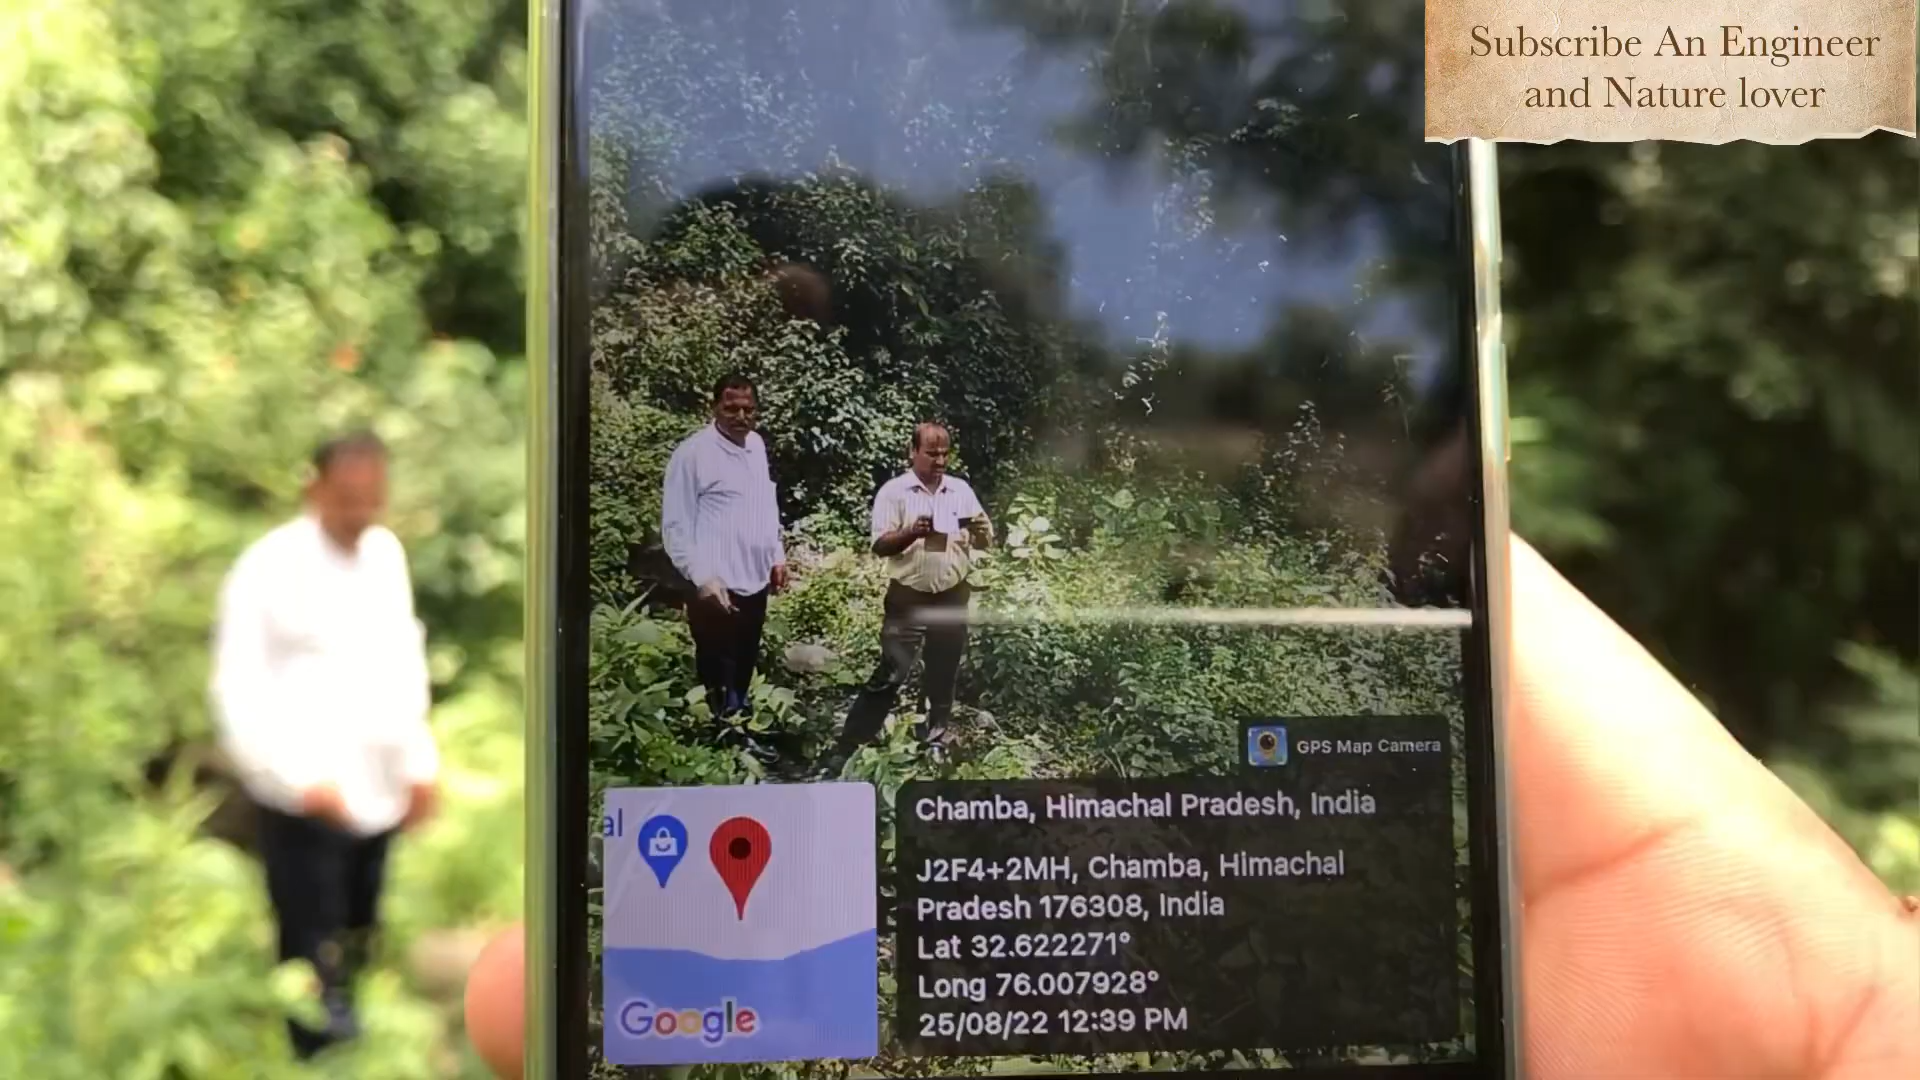 Subscribe An Engineer
and Nature lover
GPS Map Camera
al
Chamba, Himachal Pradesh, India
J2F4+2MH, Chamba, Himachal
Pradesh 176308, India
Lat 32.622271°
Long 76.007928°
25/08/22 12:39 PM
Google